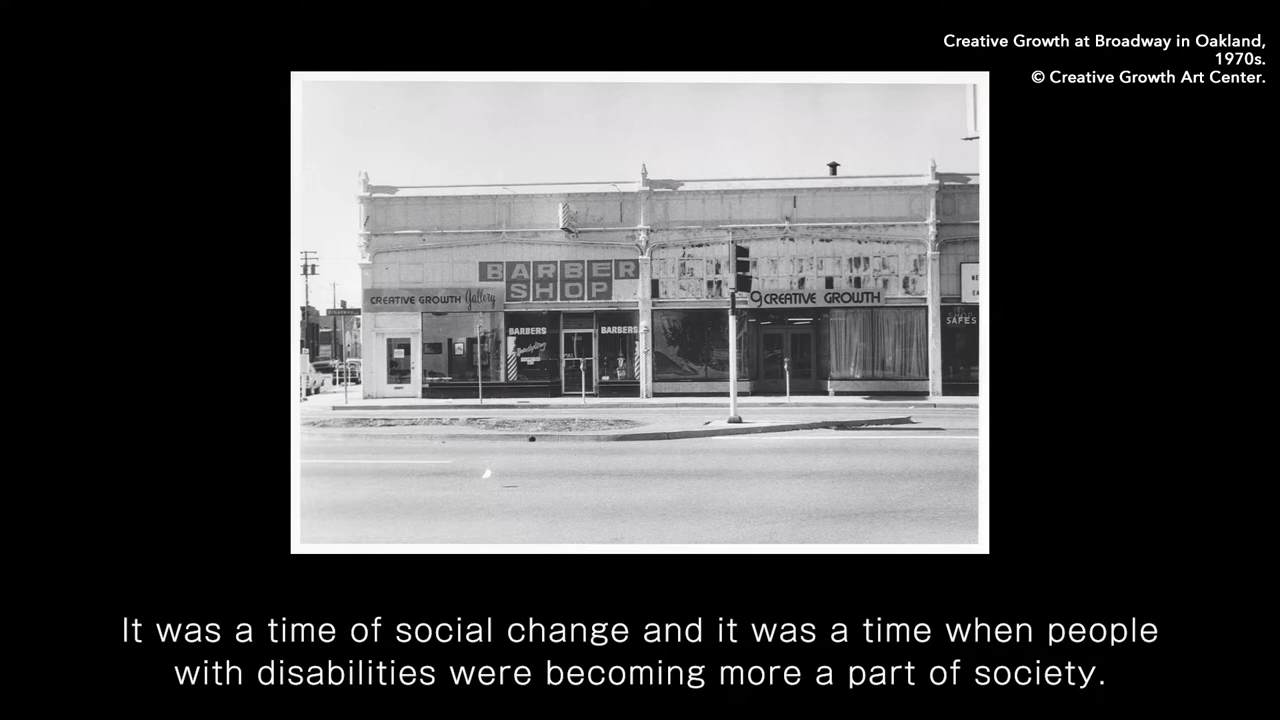 Creative Growth at Broadway in Oakland,
1970s.
© Creative Growth Art Center.
BARBER
SHOP
CREATIVE GROWTH Gallery
CREATIVE GROWTH
BARBERS
BARBERS
SAFES
It was a time of social change and it was a time when people
with disabilities were becoming more a part of society.